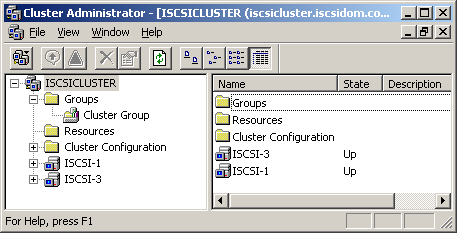 Cluster Administrator - [ISCSICLUSTER (iscsicluster.iscsidom.co...
File View Window Help
ISCSICLUSTER
Groups
Cluster Group
Resources
Cluster Configuration
ISCSI-1
ISCSI-3
Name State Description
Groups
Resources
Cluster Configuration
ISCSI-3 Up
ISCSI-1 Up
For Help, press F1